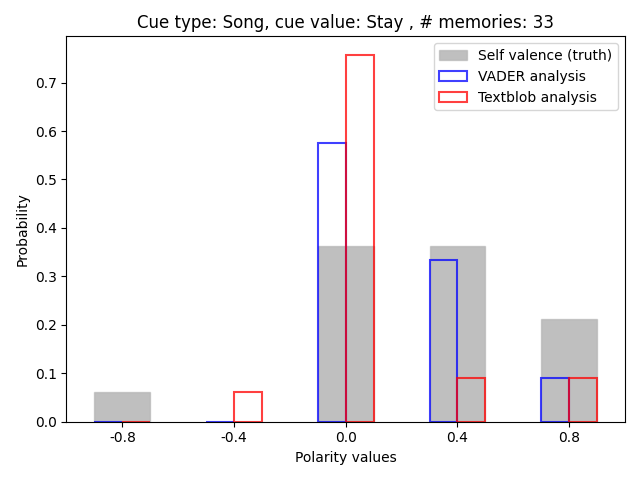 Cue type: Song, cue value: Stay , # memories: 33
Self valence (truth)
VADER analysis
Textblob analysis
Probability
0.7
0.6
0.5
0.4
0.3
0.2
0.1
0.0
-0.8 -0.4 0.0 0.4 0.8
Polarity values